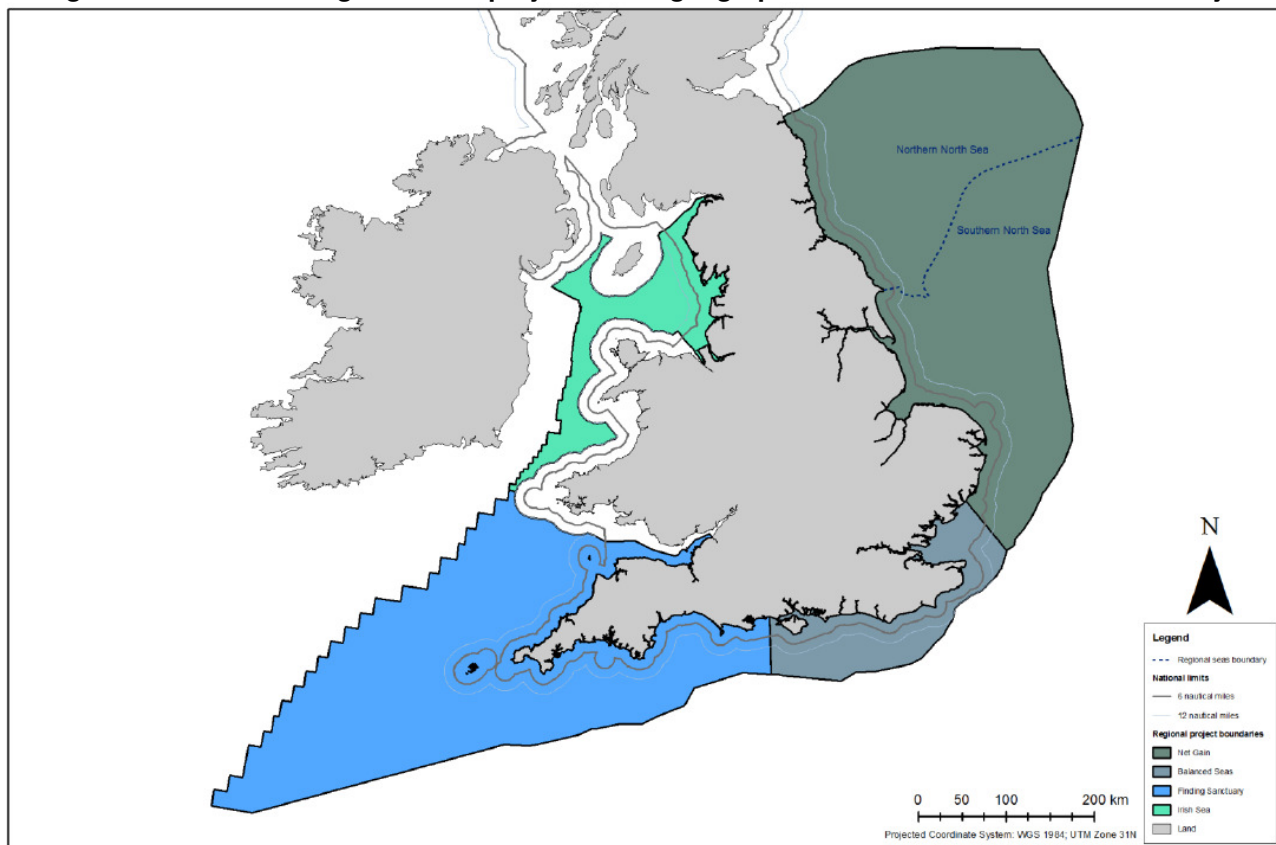 Northern North Sea
Southern North Sea
N
Legend
Regional seas boundary
National limits
6 nautical miles
12 nautical miles
Regional project boundaries
Net Gain
Balanced Seas
Finding Sanctuary
Irish Sea
Land
0 50 100 200 km
Projected Coordinate System: WGS 1984; UTM Zone 31N